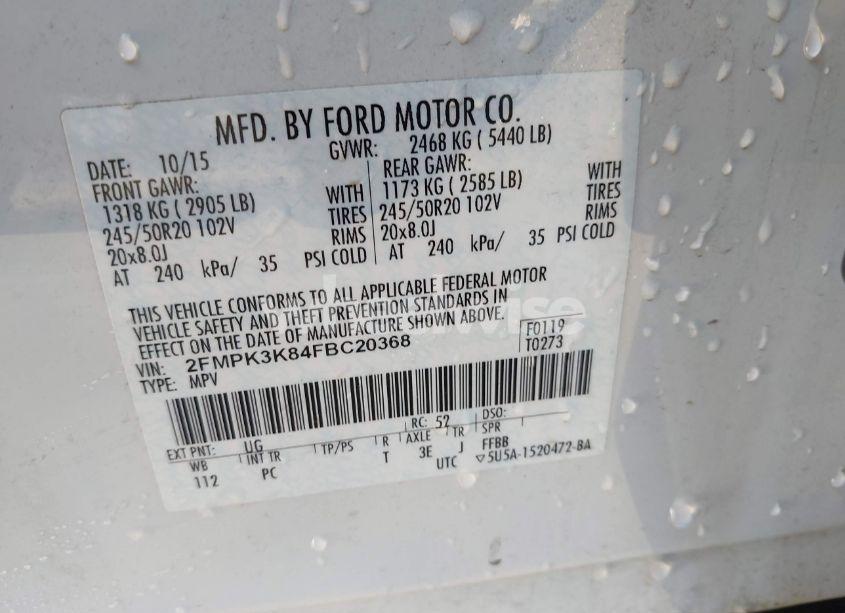 MFD. BY FORD MOTOR CO.
DATE: 10/15 GVWR: 2468 KG ( 5440 LB)
FRONT GAWR: REAR GAWR:
1318 KG ( 2905 LB) WITH 1173 KG ( 2585 LB) WITH
245/50R20 102V TIRES 245/50R20 102V TIRES
20x8.0J RIMS 20x8.0J RIMS
AT 240 kPa/ 35 PSI COLD AT 240 kPa/ 35 PSI COLD
THIS VEHICLE CONFORMS TO ALL APPLICABLE FEDERAL MOTOR
VEHICLE SAFETY AND THEFT PREVENTION STANDARDS IN
EFFECT ON THE DATE OF MANUFACTURE SHOWN ABOVE.
VIN: 2FMPK3K84FBC20368 F0119
TYPE: MPV T0273
EXT PNT: UG RC: 52 DSO:
WB INT TR TP/PS R AXLE TR SPR
112 PC T 3E J FFBB
UTC ▽5U5A-1520472-BA